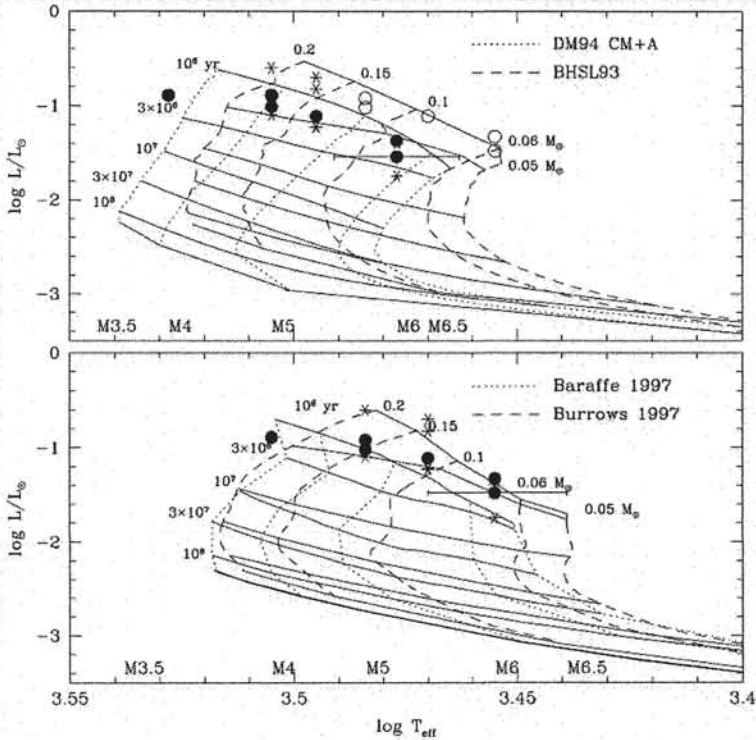 0
0.2
DM94 CM+A
BHSL93
10⁶ yr
0.15
−1
0.1
3×10⁶
0.06 M⊙
0.05 M⊙
10⁷
log L/L⊙
−2
3×10⁷
10⁸
−3
M3.5 M4 M5 M6 M6.5
0
Baraffe 1997
Burrows 1997
10⁶ yr
0.2
0.15
−1
3×10⁶
0.1
10⁷
0.06 M⊙
0.05 M⊙
3×10⁷
log L/L⊙
−2
10⁸
−3
M3.5 M4 M5 M6 M6.5
3.55 3.5 3.45 3.4
log T_eff